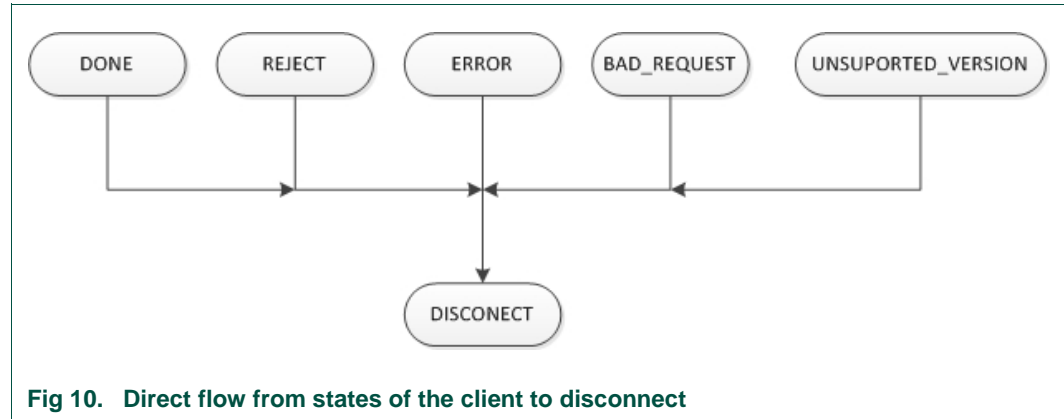 DONE
REJECT
ERROR
BAD_REQUEST
UNSUPORTED_VERSION
DISCONECT
Fig 10. Direct flow from states of the client to disconnect